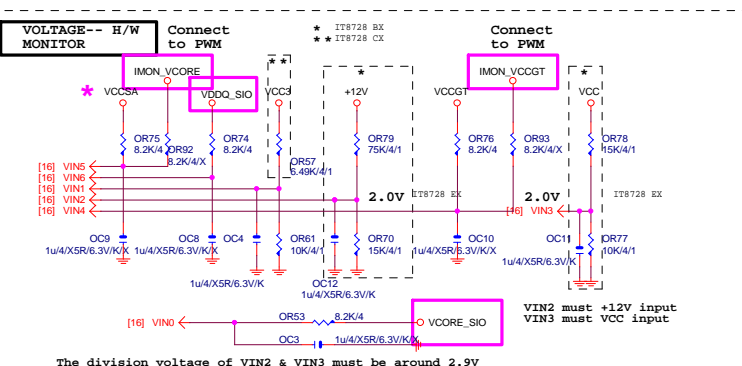 VOLTAGE-- H/W
MONITOR
Connect
to PWM
* IT8728 BX
** IT8728 CX
Connect
to PWM
IMON_VCORE
* VCCSA
VDDQ_SIO
**
VCC3
*
+12V
VCCGT
IMON_VCCGT
*
VCC
OR75
8.2K/4
OR92
8.2K/4/X
OR74
8.2K/4
OR57
6.49K/4/1
OR79
75K/4/1
OR76
8.2K/4
OR93
8.2K/4/X
OR78
15K/4/1
[16] VIN5
[16] VIN6
[16] VIN1
[16] VIN2
[16] VIN4
2.0V
IT8728 EX
2.0V
[16] VIN3
IT8728 EX
OC9
1u/4/X5R/6.3V/K/X
OC8
1u/4/X5R/6.3V/K/X
OC4
1u/4/X5R/6.3V/K
OR61
10K/4/1
OC12
1u/4/X5R/6.3V/K
OR70
15K/4/1
OC10
1u/4/X5R/6.3V/K/X
OC11
1u/4/X5R/6.3V/K
OR77
10K/4/1
[16] VIN0
OR53
8.2K/4
VCORE_SIO
OC3
1u/4/X5R/6.3V/K/X
VIN2 must +12V input
VIN3 must VCC input
The division voltage of VIN2 & VIN3 must be around 2.9V